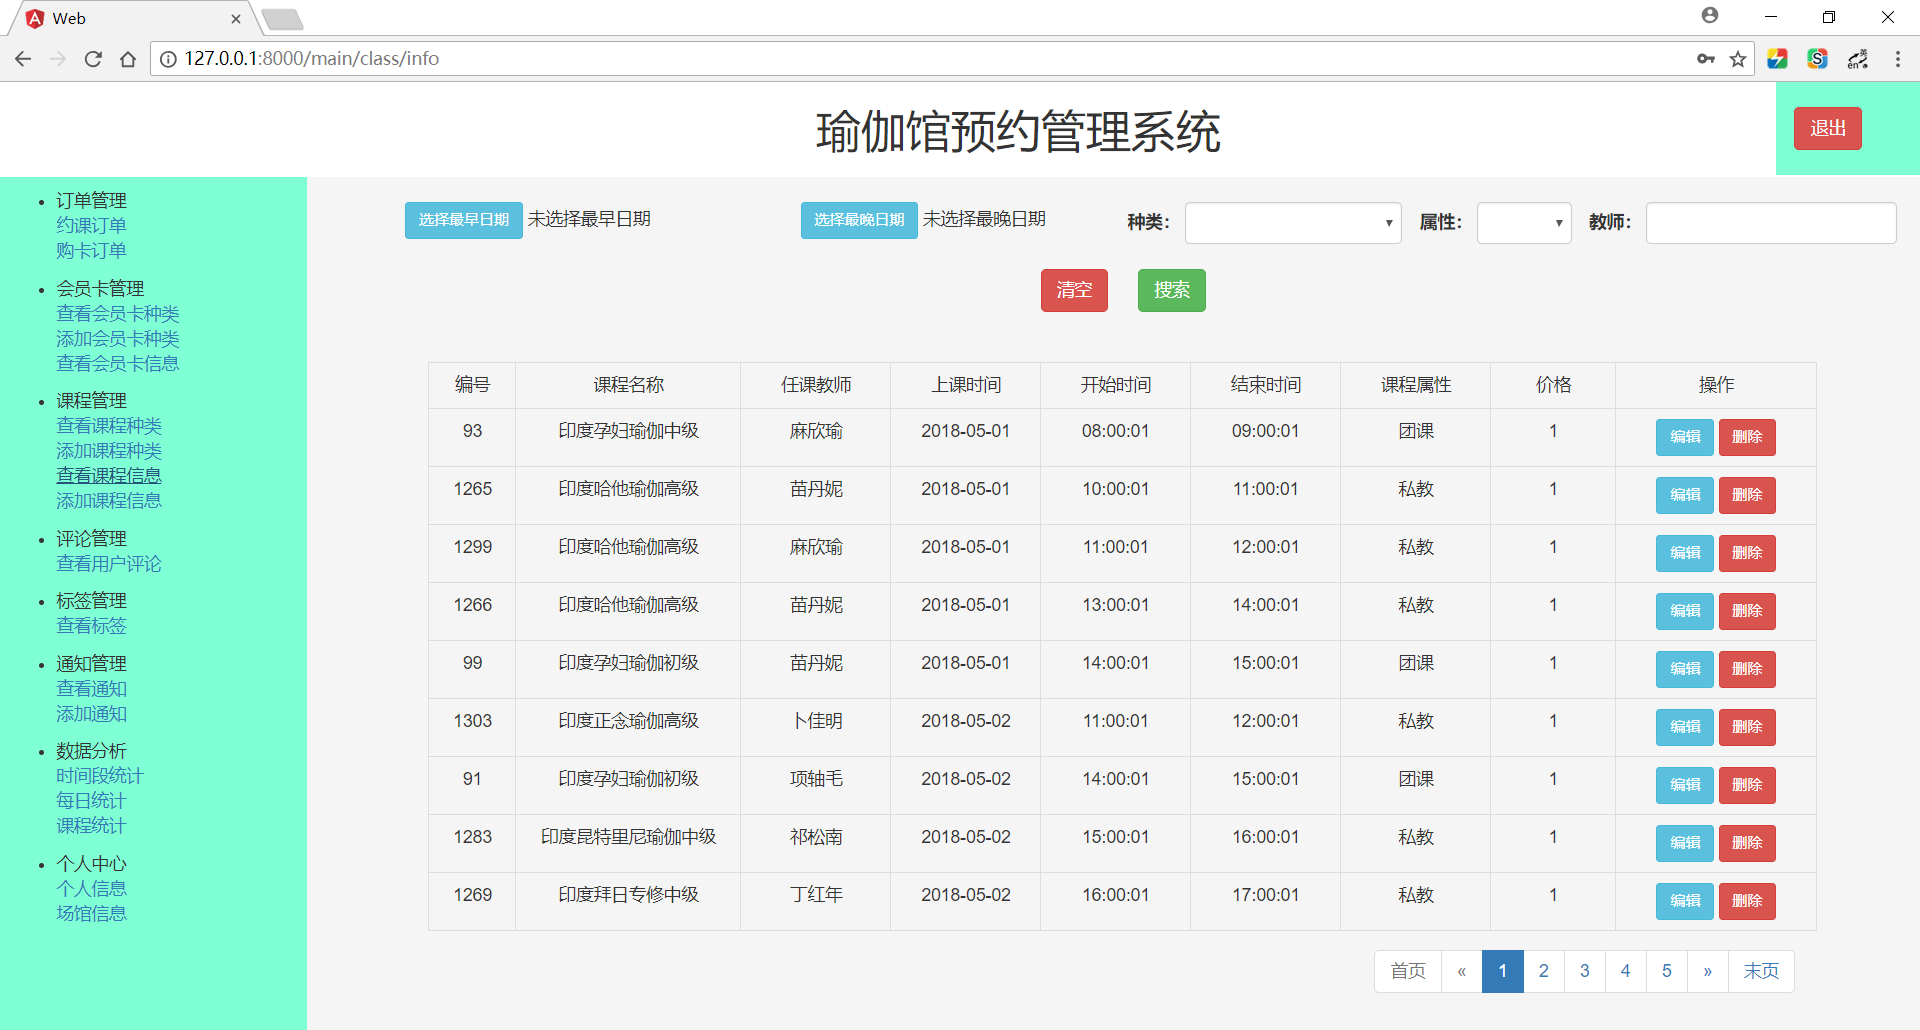 Web
127.0.0.1:8000/main/class/info
瑜伽馆预约管理系统
退出
订单管理
约课订单
购卡订单
会员卡管理
查看会员卡种类
添加会员卡种类
查看会员卡信息
课程管理
查看课程种类
添加课程种类
查看课程信息
添加课程信息
评论管理
查看用户评论
标签管理
查看标签
通知管理
查看通知
添加通知
数据分析
时间段统计
每日统计
课程统计
个人中心
个人信息
场馆信息
选择最早日期 未选择最早日期 选择最晚日期 未选择最晚日期 种类: 属性: 教师:
清空 搜索
编号 课程名称 任课教师 上课时间 开始时间 结束时间 课程属性 价格 操作
93 印度孕妇瑜伽中级 麻欣瑜 2018-05-01 08:00:01 09:00:01 团课 1 编辑 删除
1265 印度哈他瑜伽高级 苗丹妮 2018-05-01 10:00:01 11:00:01 私教 1 编辑 删除
1299 印度哈他瑜伽高级 麻欣瑜 2018-05-01 11:00:01 12:00:01 私教 1 编辑 删除
1266 印度哈他瑜伽高级 苗丹妮 2018-05-01 13:00:01 14:00:01 私教 1 编辑 删除
99 印度孕妇瑜伽初级 苗丹妮 2018-05-01 14:00:01 15:00:01 团课 1 编辑 删除
1303 印度正念瑜伽高级 卜佳明 2018-05-02 11:00:01 12:00:01 私教 1 编辑 删除
91 印度孕妇瑜伽初级 项轴毛 2018-05-02 14:00:01 15:00:01 团课 1 编辑 删除
1283 印度昆特里尼瑜伽中级 祁松南 2018-05-02 15:00:01 16:00:01 私教 1 编辑 删除
1269 印度拜日专修中级 丁红年 2018-05-02 16:00:01 17:00:01 私教 1 编辑 删除
首页 « 1 2 3 4 5 » 末页